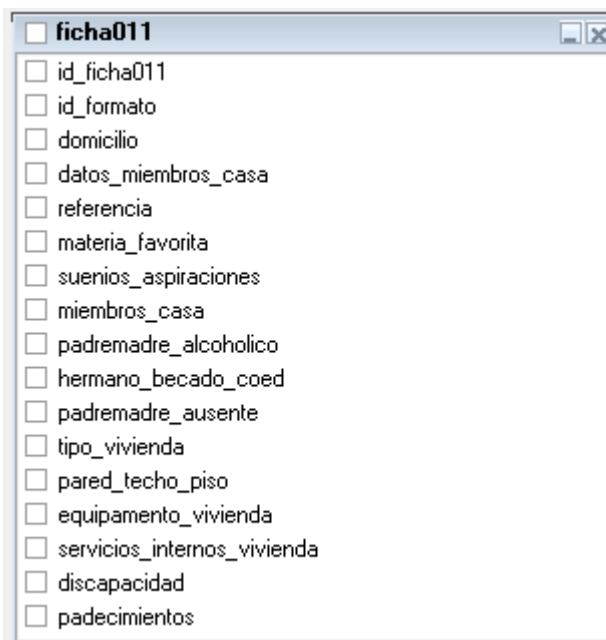 ficha011
id_ficha011
id_formato
domicilio
datos_miembros_casa
referencia
materia_favorita
suenios_aspiraciones
miembros_casa
padremadre_alcoholico
hermano_becado_coed
padremadre_ausente
tipo_vivienda
pared_techo_piso
equipamento_vivienda
servicios_internos_vivienda
discapacidad
padecimientos